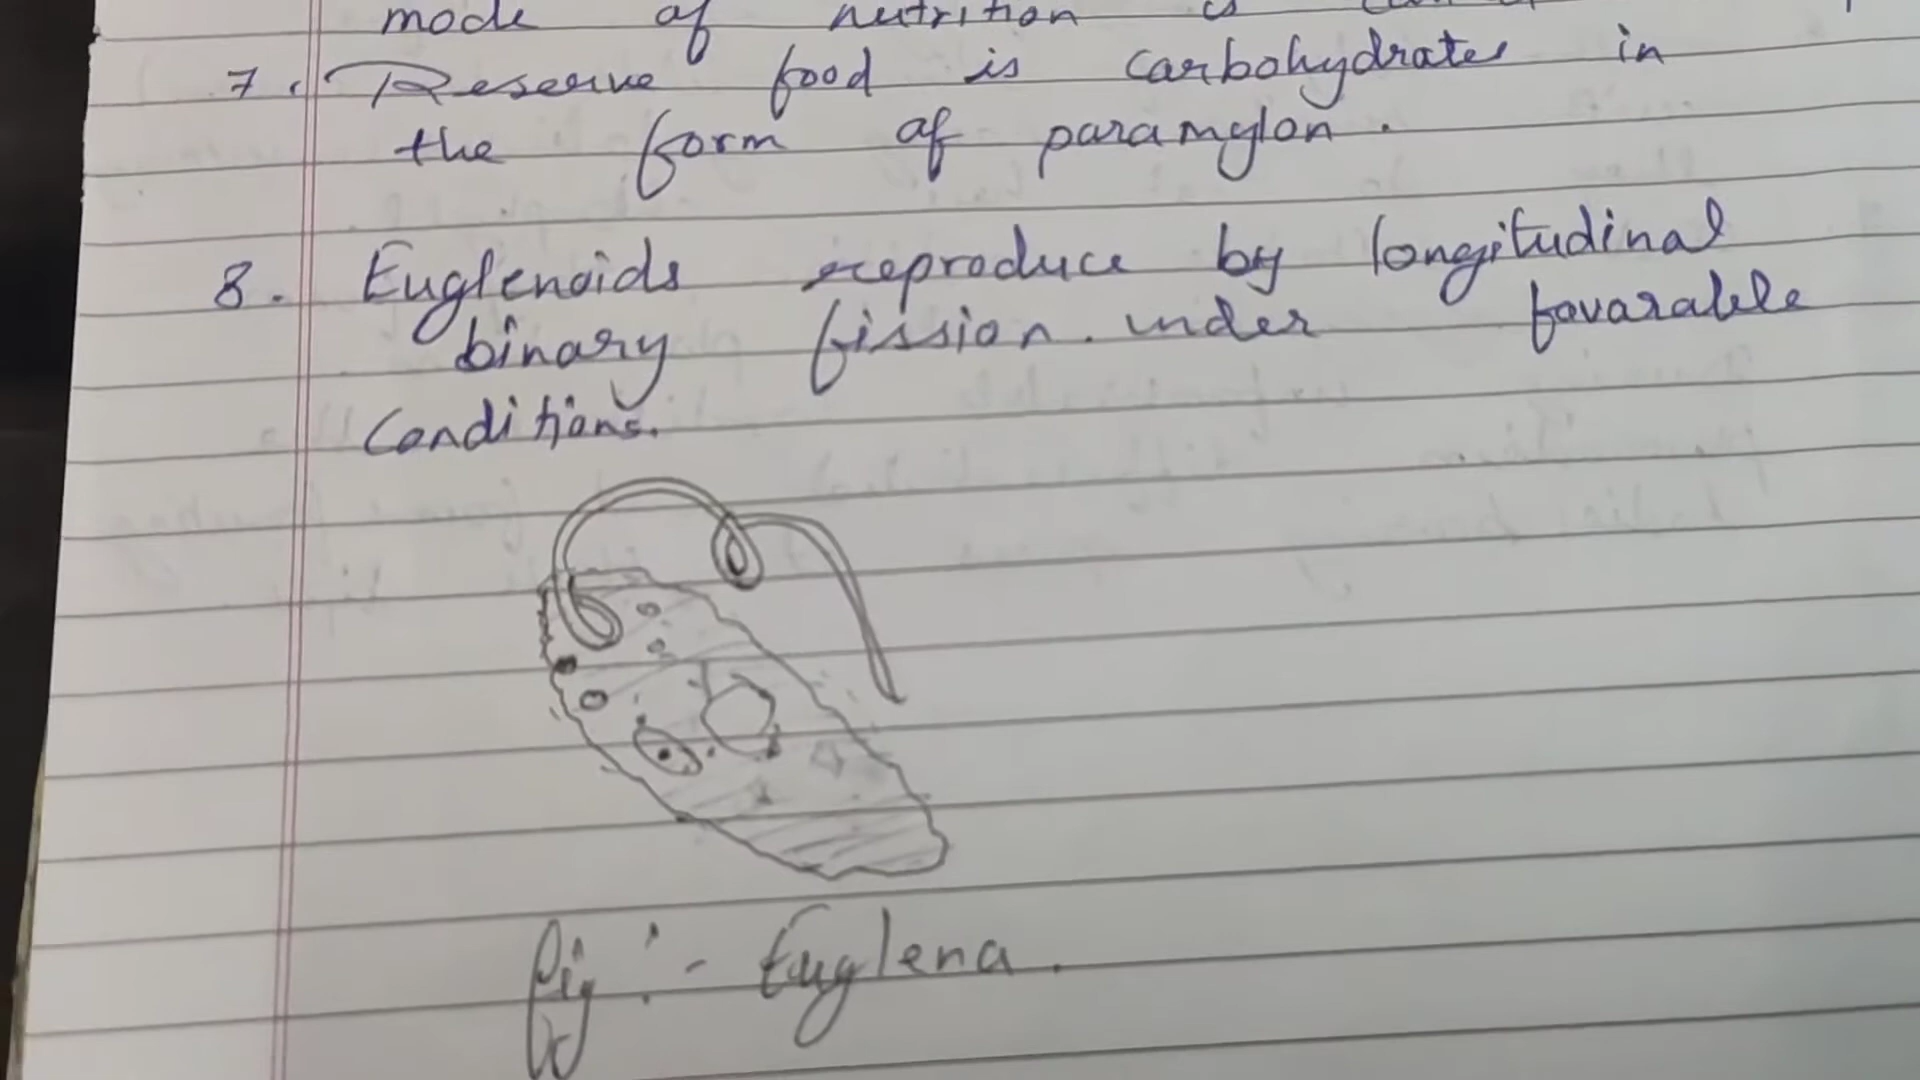 mode of nutrition is
7. Reserve food is carbohydrates in
the form of paramylon.
8. Euglenoids reproduce by longitudinal
binary fission. under favarable
Conditions.
fig :- Euglena.